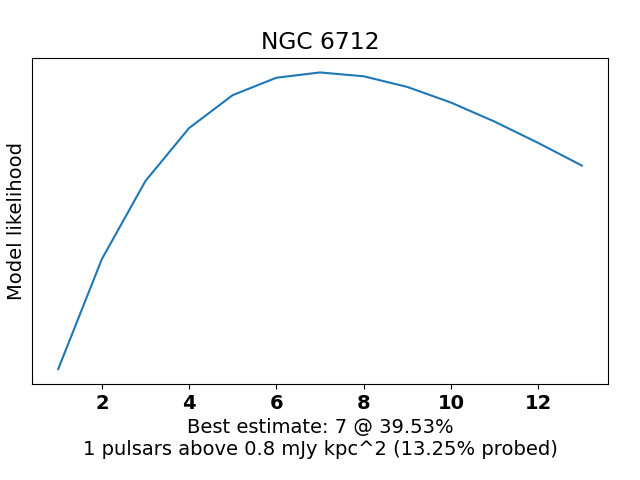 NGC 6712
Model likelihood
2 4 6 8 10 12
Best estimate: 7 @ 39.53%
1 pulsars above 0.8 mJy kpc^2 (13.25% probed)